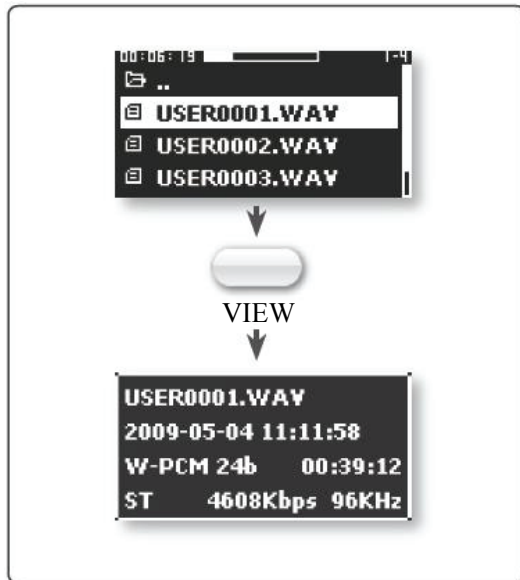 00:06:19 1-4
..
USER0001.WAV
USER0002.WAV
USER0003.WAV
VIEW
USER0001.WAV
2009-05-04 11:11:58
W-PCM 24b 00:39:12
ST 4608Kbps 96KHz